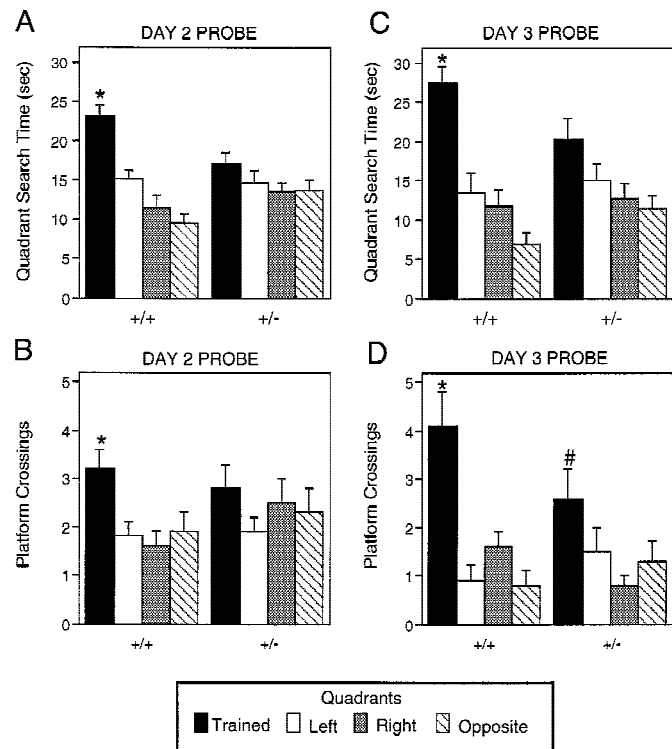 A
DAY 2 PROBE
Quadrant Search Time (sec)
30
25
20
15
10
5
0
*
+/+
+/-
C
DAY 3 PROBE
Quadrant Search Time (sec)
30
25
20
15
10
5
0
*
+/+
+/-
B
DAY 2 PROBE
Platform Crossings
5
4
3
2
1
0
*
+/+
+/-
D
DAY 3 PROBE
Platform Crossings
5
4
3
2
1
0
*
#
+/+
+/-
Quadrants
Trained Left Right Opposite